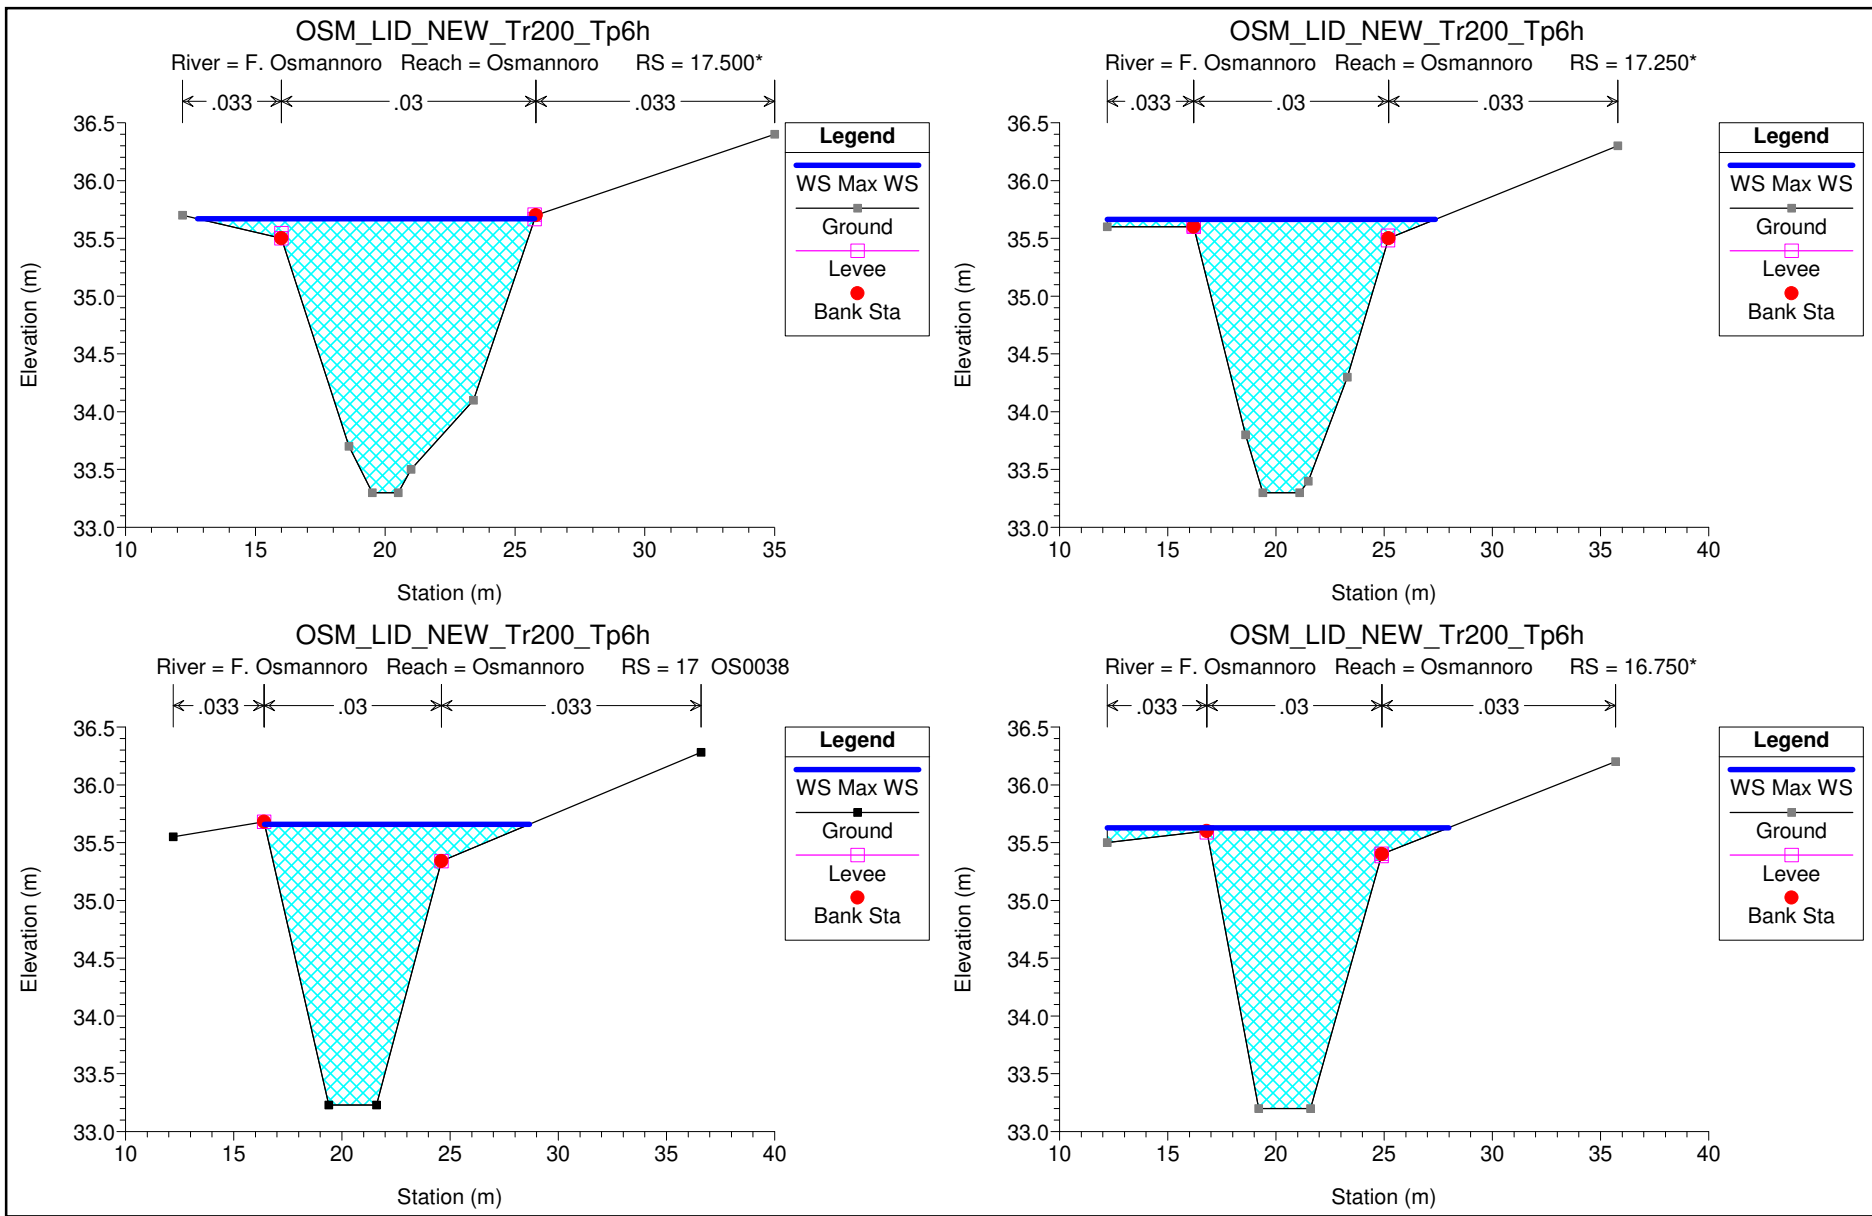 OSM_LID_NEW_Tr200_Tp6h
River = F. Osmannoro Reach = Osmannoro RS = 17.500*
.033 .03 .033
36.5
36.0
35.5
35.0
34.5
34.0
33.5
33.0
Elevation (m)
10 15 20 25 30 35
Station (m)
Legend
WS Max WS
Ground
Levee
Bank Sta
OSM_LID_NEW_Tr200_Tp6h
River = F. Osmannoro Reach = Osmannoro RS = 17.250*
.033 .03 .033
36.5
36.0
35.5
35.0
34.5
34.0
33.5
33.0
Elevation (m)
10 15 20 25 30 35 40
Station (m)
Legend
WS Max WS
Ground
Levee
Bank Sta
OSM_LID_NEW_Tr200_Tp6h
River = F. Osmannoro Reach = Osmannoro RS = 17 OS0038
.033 .03 .033
36.5
36.0
35.5
35.0
34.5
34.0
33.5
33.0
Elevation (m)
10 15 20 25 30 35 40
Station (m)
Legend
WS Max WS
Ground
Levee
Bank Sta
OSM_LID_NEW_Tr200_Tp6h
River = F. Osmannoro Reach = Osmannoro RS = 16.750*
.033 .03 .033
36.5
36.0
35.5
35.0
34.5
34.0
33.5
33.0
Elevation (m)
10 15 20 25 30 35 40
Station (m)
Legend
WS Max WS
Ground
Levee
Bank Sta